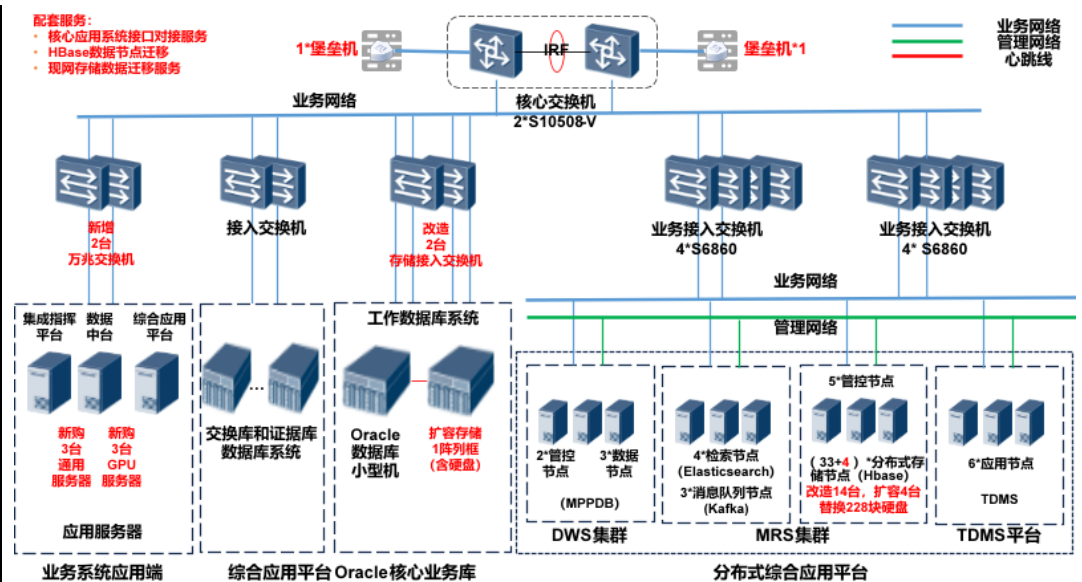 配套服务：
• 核心应用系统接口对接服务
• HBase数据节点迁移
• 现网存储数据迁移服务
1*堡垒机
IRF
堡垒机*1
业务网络
管理网络
心跳线
业务网络
核心交换机
2*S10508-V
新增
2台
万兆交换机
接入交换机
改造
2台
存储接入交换机
业务接入交换机
4*S6860
业务接入交换机
4* S6860
业务网络
管理网络
集成指挥
平台
数据
中台
综合应用
平台
新购
3台
通用
服务器
新购
3台
GPU
服务器
应用服务器
业务系统应用端
...
交换库和证据库
数据库系统
综合应用平台
工作数据库系统
Oracle
数据库
小型机
扩容存储
1阵列框
(含硬盘)
Oracle核心业务库
2*管控
节点
3*数据
节点
（MPPDB）
DWS集群
4*检索节点
(Elasticsearch)
3*消息队列节点
(Kafka)
5*管控节点
（33+4）*分布式存
储节点（Hbase）
改造14台，扩容4台
替换228块硬盘
MRS集群
6*应用节点
TDMS
TDMS平台
分布式综合应用平台